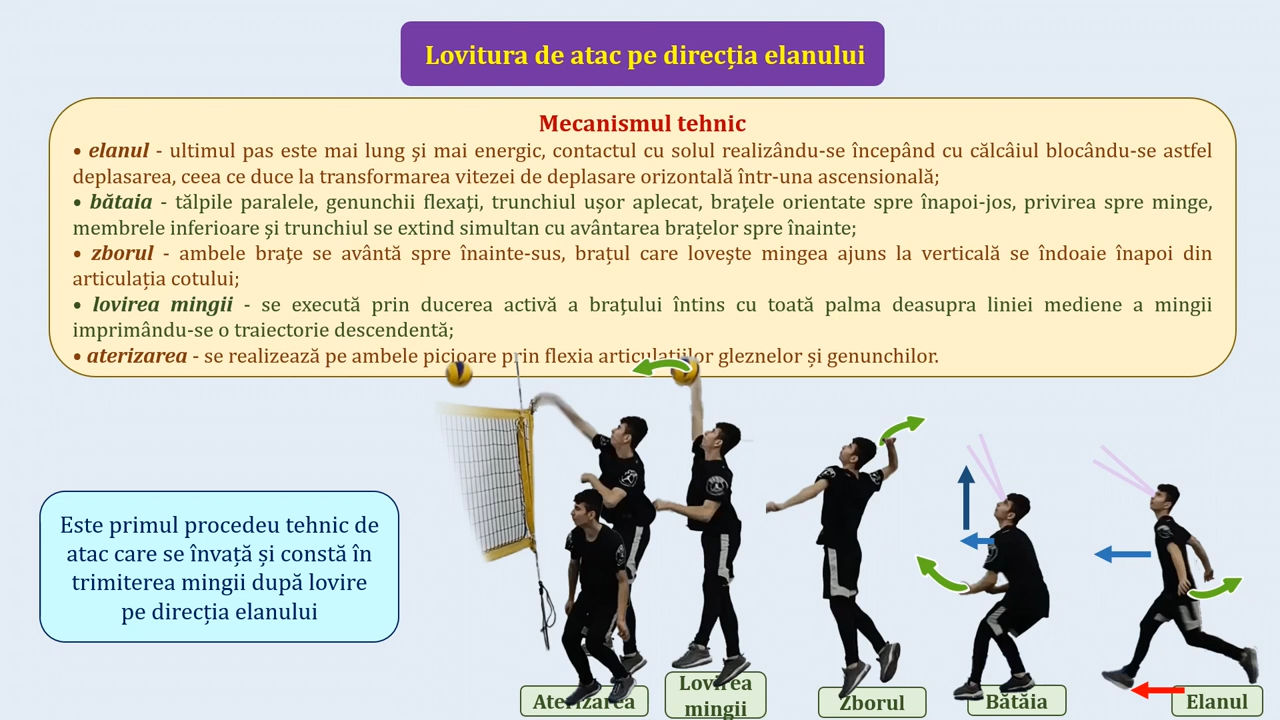 Lovitura de atac pe direcția elanului
Mecanismul tehnic
• elanul - ultimul pas este mai lung şi mai energic, contactul cu solul realizându-se începând cu călcâiul blocându-se astfel
deplasarea, ceea ce duce la transformarea vitezei de deplasare orizontală într-una ascensională;
• bătaia - tălpile paralele, genunchii flexaţi, trunchiul uşor aplecat, braţele orientate spre înapoi-jos, privirea spre minge,
membrele inferioare şi trunchiul se extind simultan cu avântarea brațelor spre înainte;
• zborul - ambele braţe se avântă spre înainte-sus, brațul care loveşte mingea ajuns la verticală se îndoaie înapoi din
articulația cotului;
• lovirea mingii - se execută prin ducerea activă a braţului întins cu toată palma deasupra liniei mediene a mingii
imprimându-se o traiectorie descendentă;
• aterizarea - se realizează pe ambele picioare prin flexia articulațiilor gleznelor și genunchilor.
Este primul procedeu tehnic de
atac care se învață și constă în
trimiterea mingii după lovire
pe direcția elanului
Aterizarea
Lovirea
mingii
Zborul
Bătăia
Elanul